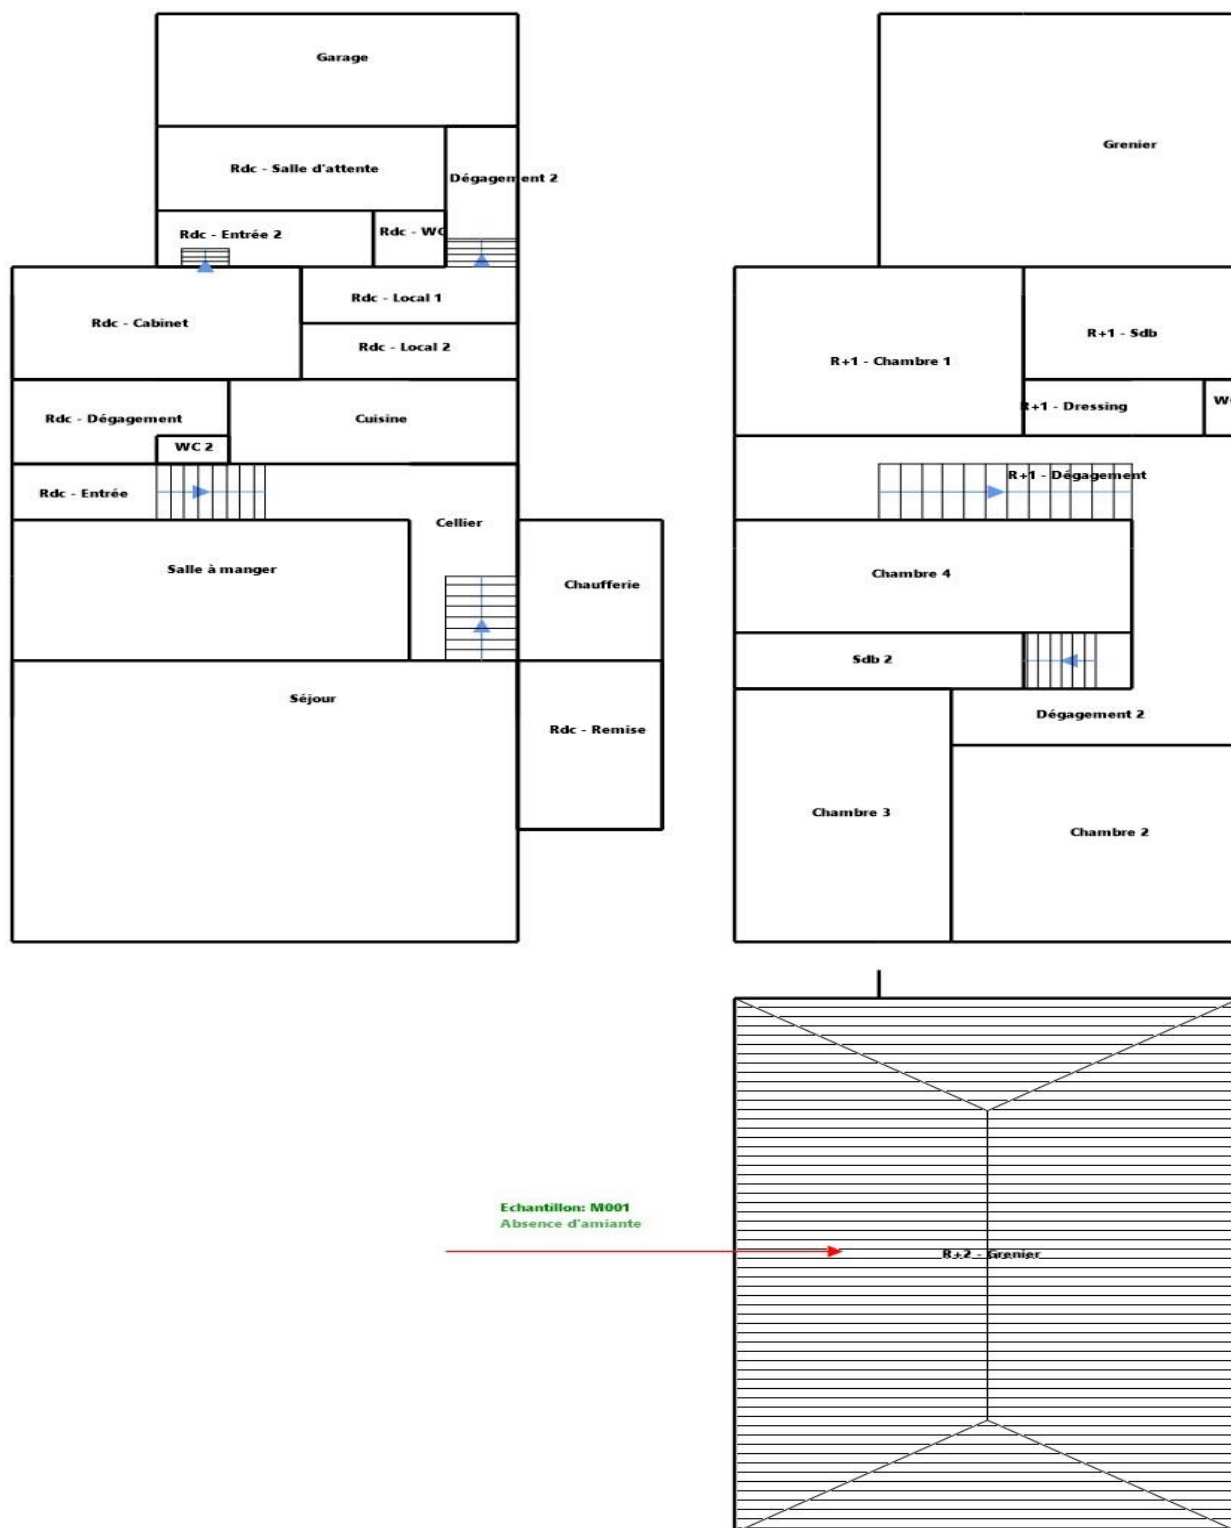 Garage
Rdc - Salle d'attente
Dégagement 2
Rdc - Entrée 2
Rdc - WC
Rdc - Local 1
Rdc - Cabinet
Rdc - Local 2
Rdc - Dégagement
Cuisine
WC 2
Rdc - Entrée
Cellier
Salle à manger
Chaufferie
Séjour
Rdc - Remise
Grenier
R+1 - Sdb
R+1 - Chambre 1
R+1 - Dressing
R+1 - Dégagement
Chambre 4
Sdb 2
Dégagement 2
Chambre 3
Chambre 2
Echantillon: M001
Absence d'amiante
R+2 - Grenier